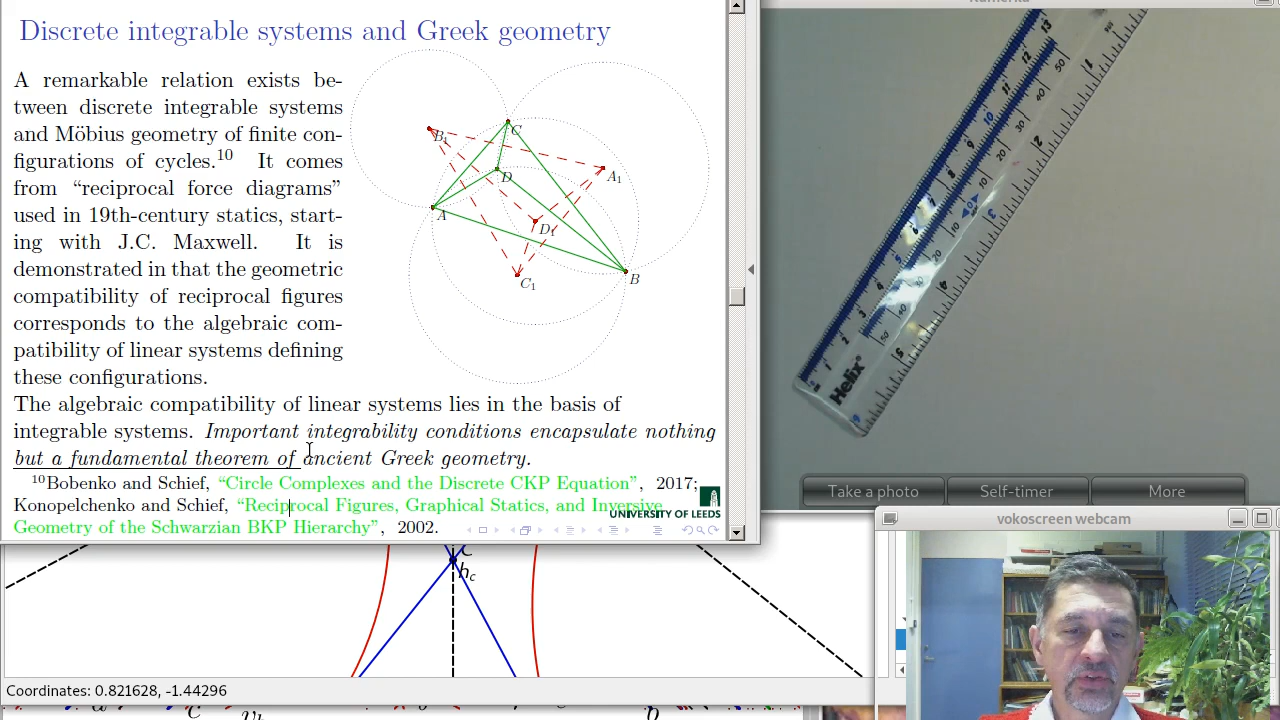 Discrete integrable systems and Greek geometry
A remarkable relation exists be-
tween discrete integrable systems
and Möbius geometry of finite con-
figurations of cycles.¹⁰ It comes
from “reciprocal force diagrams”
used in 19th-century statics, start-
ing with J.C. Maxwell. It is
demonstrated in that the geometric
compatibility of reciprocal figures
corresponds to the algebraic com-
patibility of linear systems defining
these configurations.
B₁
C
D
A₁
A
D₁
C₁
B
The algebraic compatibility of linear systems lies in the basis of
integrable systems. Important integrability conditions encapsulate nothing
but a fundamental theorem of ancient Greek geometry.
¹⁰Bobenko and Schief, “Circle Complexes and the Discrete CKP Equation”, 2017;
Konopelchenko and Schief, “Reciprocal Figures, Graphical Statics, and Inversive
Geometry of the Schwarzian BKP Hierarchy”, 2002.
UNIVERSITY OF LEEDS
C
h_c
Coordinates: 0.821628, -1.44296
Helix
Take a photo
Self-timer
More
vokoscreen webcam